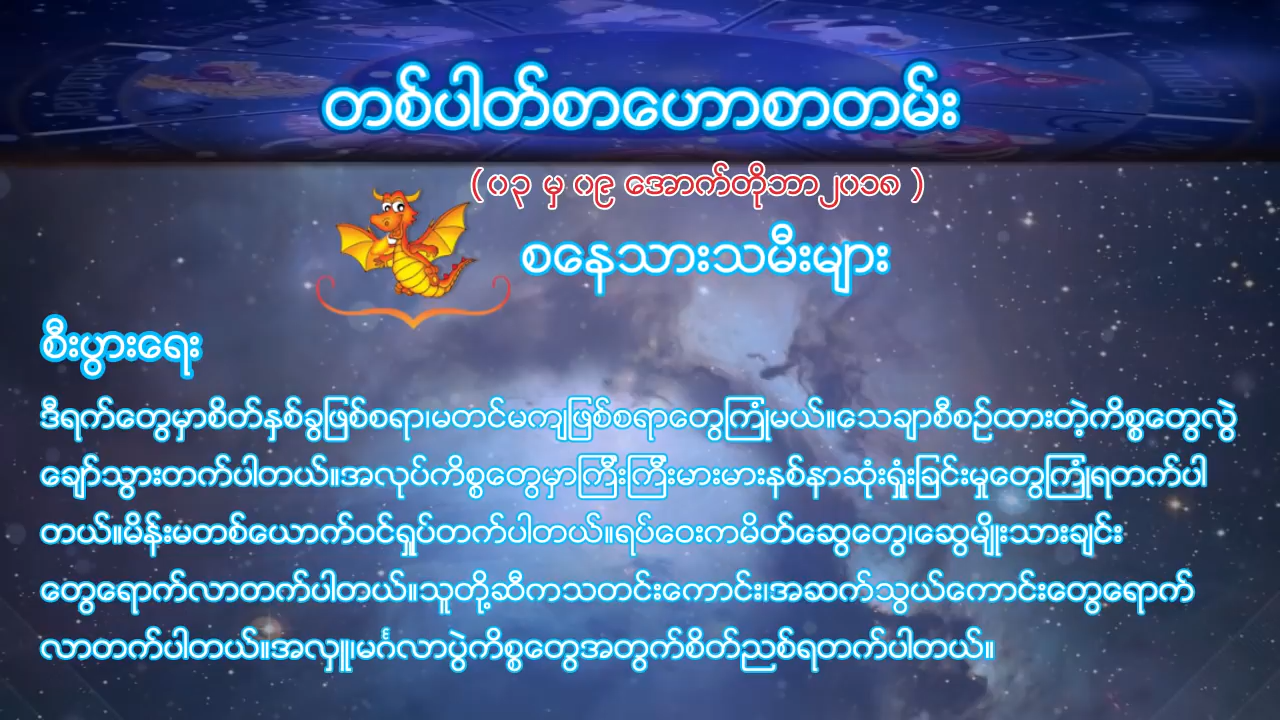 တစ်ပါတ်စာဟောစာတမ်း
( ၀၃ မှ ၀၉ အောက်တိုဘာ၂၀၁၈ )
စနေသားသမီးများ
စီးပွားရေး
ဒီရက်တွေမှာစိတ်နှစ်ခွဖြစ်စရာ၊မတင်မကျဖြစ်စရာတွေကြုံမယ်။သေချာစီစဉ်ထားတဲ့ကိစ္စတွေလွဲ
ချော်သွားတက်ပါတယ်။အလုပ်ကိစ္စတွေမှာကြီးကြီးမားမားနစ်နာဆုံးရှုံးခြင်းမှုတွေကြုံရတက်ပါ
တယ်။မိန်းမတစ်ယောက်ဝင်ရှုပ်တက်ပါတယ်။ရပ်ဝေးကမိတ်ဆွေတွေ၊ဆွေမျိုးသားချင်း
တွေရောက်လာတက်ပါတယ်။သူတို့ဆီကသတင်းကောင်း၊အဆက်သွယ်ကောင်းတွေရောက်
လာတက်ပါတယ်။အလှူ၊မင်္ဂလာပွဲကိစ္စတွေအတွက်စိတ်ညစ်ရတက်ပါတယ်။